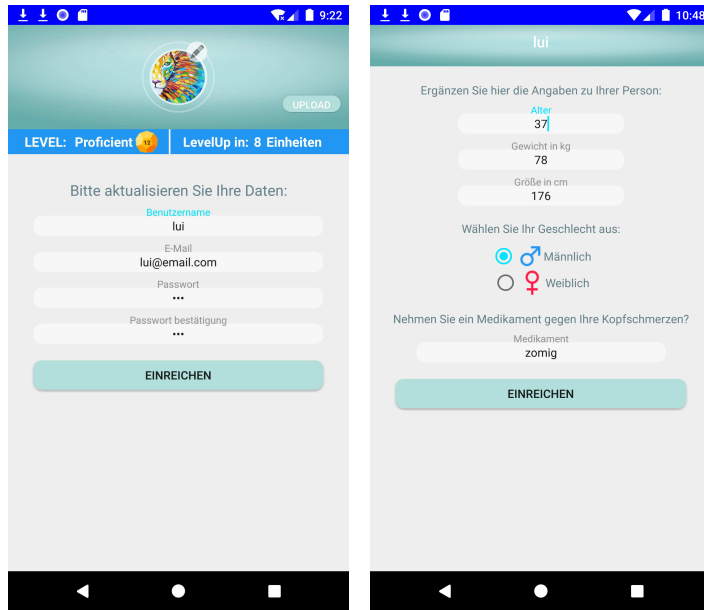 9:22
UPLOAD
LEVEL: Proficient 12 LevelUp in: 8 Einheiten
Bitte aktualisieren Sie Ihre Daten:
Benutzername
lui
E-Mail
lui@email.com
Passwort
•••
Passwort bestätigung
•••
EINREICHEN
10:48
lui
Ergänzen Sie hier die Angaben zu Ihrer Person:
Alter
37
Gewicht in kg
78
Größe in cm
176
Wählen Sie Ihr Geschlecht aus:
Männlich
Weiblich
Nehmen Sie ein Medikament gegen Ihre Kopfschmerzen?
Medikament
zomig
EINREICHEN